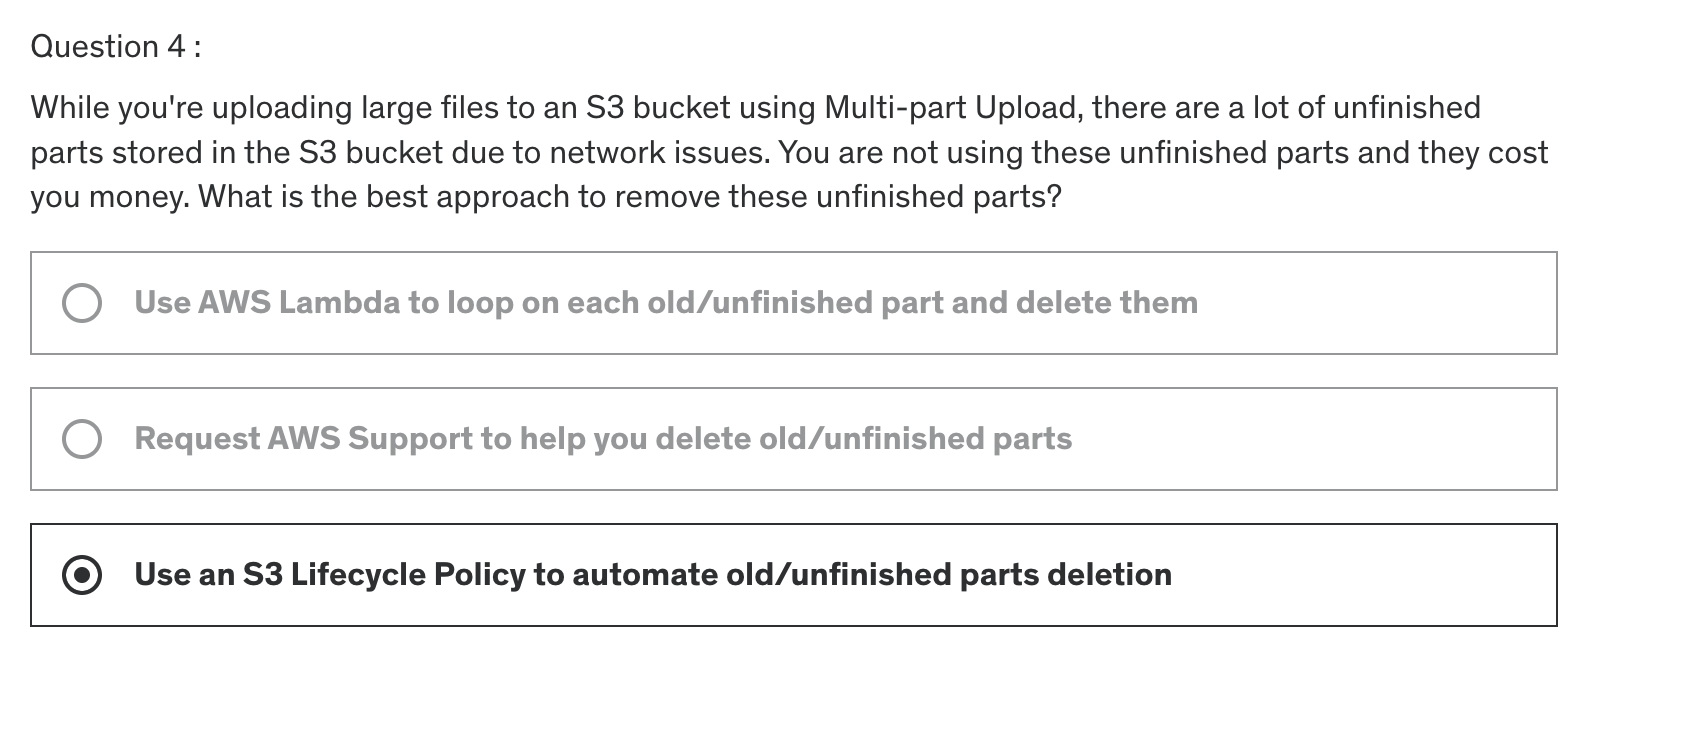 Question 4 :
While you're uploading large files to an S3 bucket using Multi-part Upload, there are a lot of unfinished
parts stored in the S3 bucket due to network issues. You are not using these unfinished parts and they cost
you money. What is the best approach to remove these unfinished parts?
Use AWS Lambda to loop on each old/unfinished part and delete them
Request AWS Support to help you delete old/unfinished parts
Use an S3 Lifecycle Policy to automate old/unfinished parts deletion